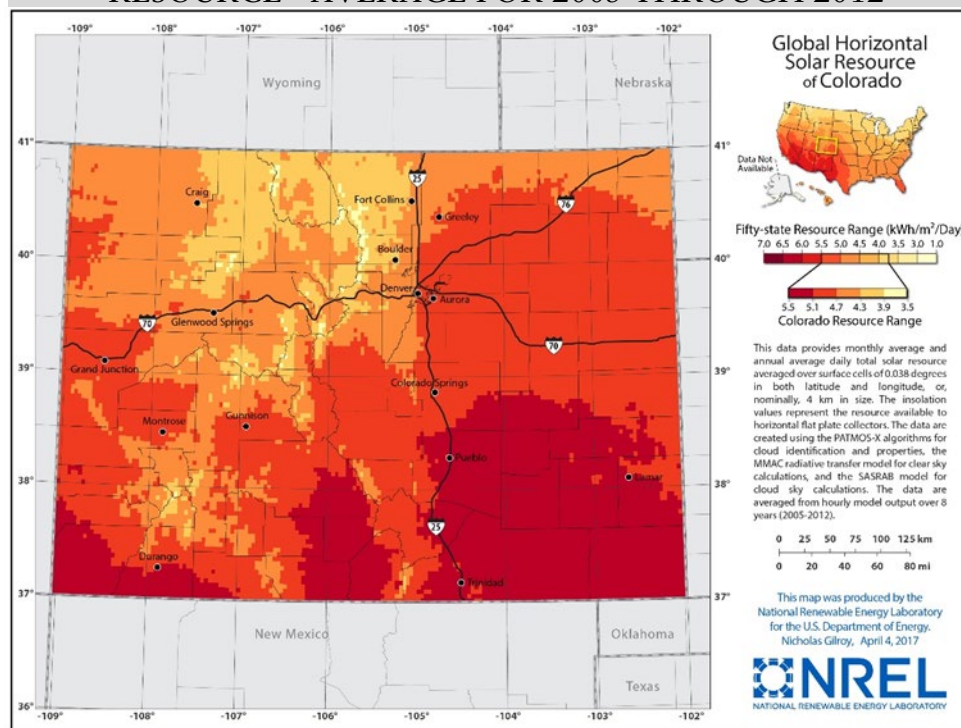 RESOURCE - AVERAGE FOR 2005 THROUGH 2012
-109° -108° -107° -106° -105° -104° -103° -102°
Wyoming
Nebraska
41°
41°
40°
40°
39°
39°
38°
38°
37°
37°
36°
Craig
Fort Collins
25
Greeley
76
Boulder
Denver
Aurora
70
Glenwood Springs
70
Grand Junction
Colorado Springs
Montrose
Gunnison
Pueblo
Lamar
25
Durango
Trinidad
New Mexico
Oklahoma
Texas
-109° -108° -107° -106° -105° -104° -103° -102°
Global Horizontal
Solar Resource
of Colorado
Data Not
Available
Fifty-state Resource Range (kWh/m²/Day)
7.0 6.5 6.0 5.5 5.0 4.5 4.0 3.5 3.0 1.0
5.5 5.1 4.7 4.3 3.9 3.5
Colorado Resource Range
This data provides monthly average and
annual average daily total solar resource
averaged over surface cells of 0.038 degrees
in both latitude and longitude, or,
nominally, 4 km in size. The insolation
values represent the resource available to
horizontal flat plate collectors. The data are
created using the PATMOS-X algorithms for
cloud identification and properties, the
MMAC radiative transfer model for clear sky
calculations, and the SASRAB model for
cloud sky calculations. The data are
averaged from hourly model output over 8
years (2005-2012).
0 25 50 75 100 125 km
0 20 40 60 80 mi
This map was produced by the
National Renewable Energy Laboratory
for the U.S. Department of Energy.
Nicholas Gilroy, April 4, 2017
NREL
NATIONAL RENEWABLE ENERGY LABORATORY